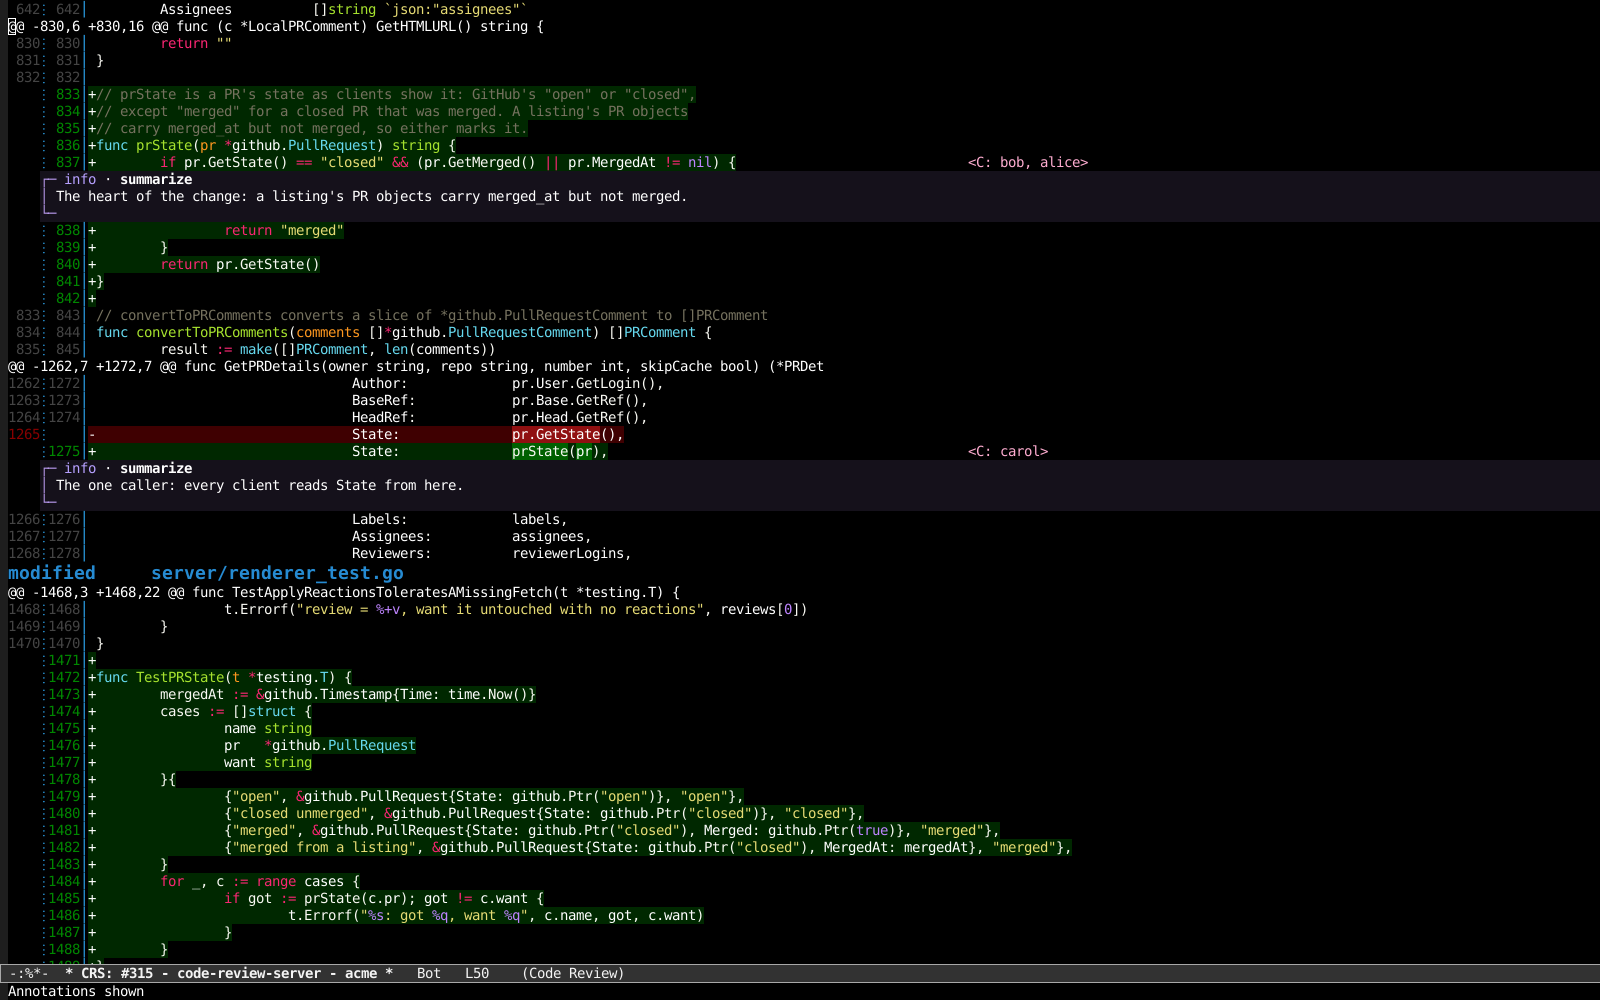 642: 642         Assignees          []string `json:"assignees"`
@@ -830,6 +830,16 @@ func (c *LocalPRComment) GetHTMLURL() string {
830: 830         return ""
831: 831 }
832: 832
: 833 +// prState is a PR's state as clients show it: GitHub's "open" or "closed",
: 834 +// except "merged" for a closed PR that was merged. A listing's PR objects
: 835 +// carry merged_at but not merged, so either marks it.
: 836 +func prState(pr *github.PullRequest) string {
: 837 +        if pr.GetState() == "closed" && (pr.GetMerged() || pr.MergedAt != nil) {                             <C: bob, alice>
info · summarize
The heart of the change: a listing's PR objects carry merged_at but not merged.
: 838 +                return "merged"
: 839 +        }
: 840 +        return pr.GetState()
: 841 +}
: 842 +
833: 843 // convertToPRComments converts a slice of *github.PullRequestComment to []PRComment
834: 844 func convertToPRComments(comments []*github.PullRequestComment) []PRComment {
835: 845         result := make([]PRComment, len(comments))
@@ -1262,7 +1272,7 @@ func GetPRDetails(owner string, repo string, number int, skipCache bool) (*PRDet
1262:1272                                 Author:             pr.User.GetLogin(),
1263:1273                                 BaseRef:            pr.Base.GetRef(),
1264:1274                                 HeadRef:            pr.Head.GetRef(),
1265:     -                                State:              pr.GetState(),
:1275 +                                State:              prState(pr),                                             <C: carol>
info · summarize
The one caller: every client reads State from here.
1266:1276                                 Labels:             labels,
1267:1277                                 Assignees:          assignees,
1268:1278                                 Reviewers:          reviewerLogins,
modified     server/renderer_test.go
@@ -1468,3 +1468,22 @@ func TestApplyReactionsToleratesAMissingFetch(t *testing.T) {
1468:1468                 t.Errorf("review = %+v, want it untouched with no reactions", reviews[0])
1469:1469         }
1470:1470 }
:1471 +
:1472 +func TestPRState(t *testing.T) {
:1473 +        mergedAt := &github.Timestamp{Time: time.Now()}
:1474 +        cases := []struct {
:1475 +                name string
:1476 +                pr   *github.PullRequest
:1477 +                want string
:1478 +        }{
:1479 +                {"open", &github.PullRequest{State: github.Ptr("open")}, "open"},
:1480 +                {"closed unmerged", &github.PullRequest{State: github.Ptr("closed")}, "closed"},
:1481 +                {"merged", &github.PullRequest{State: github.Ptr("closed"), Merged: github.Ptr(true)}, "merged"},
:1482 +                {"merged from a listing", &github.PullRequest{State: github.Ptr("closed"), MergedAt: mergedAt}, "merged"},
:1483 +        }
:1484 +        for _, c := range cases {
:1485 +                if got := prState(c.pr); got != c.want {
:1486 +                        t.Errorf("%s: got %q, want %q", c.name, got, c.want)
:1487 +                }
:1488 +        }
-:%*-  * CRS: #315 - code-review-server - acme *   Bot   L50    (Code Review)
Annotations shown